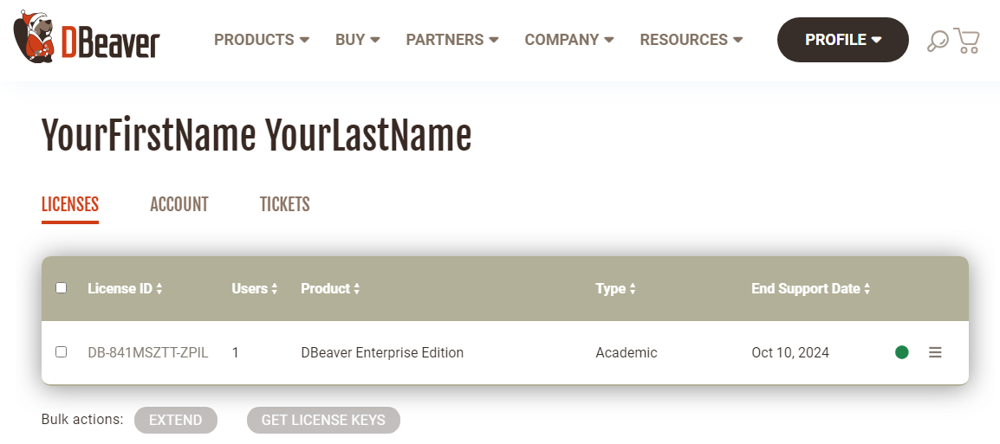 DBeaver PRODUCTS BUY PARTNERS COMPANY RESOURCES PROFILE
YourFirstName YourLastName
LICENSES ACCOUNT TICKETS
License ID Users Product Type End Support Date
DB-841MSZTT-ZPIL 1 DBeaver Enterprise Edition Academic Oct 10, 2024
Bulk actions: EXTEND GET LICENSE KEYS